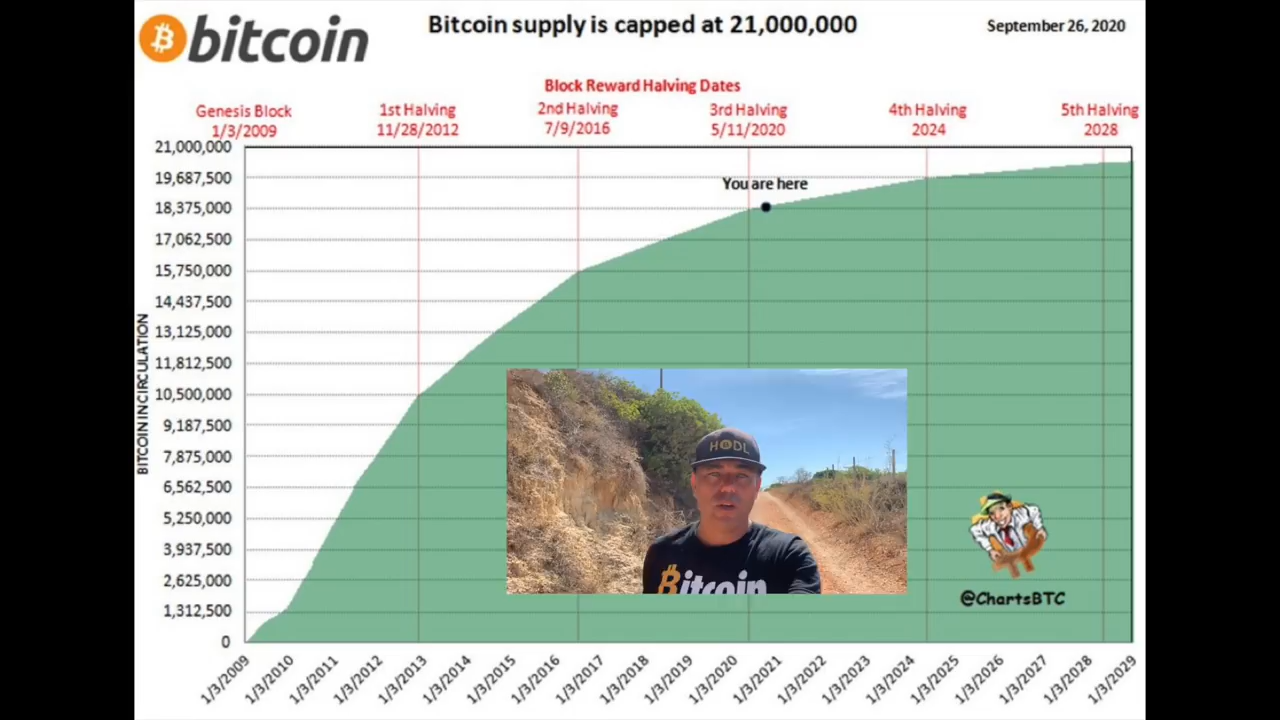 bitcoin
Bitcoin supply is capped at 21,000,000
September 26, 2020
Block Reward Halving Dates
Genesis Block
1/3/2009
1st Halving
11/28/2012
2nd Halving
7/9/2016
3rd Halving
5/11/2020
4th Halving
2024
5th Halving
2028
You are here
BITCOIN IN CIRCULATION
21,000,000
19,687,500
18,375,000
17,062,500
15,750,000
14,437,500
13,125,000
11,812,500
10,500,000
9,187,500
7,875,000
6,562,500
5,250,000
3,937,500
2,625,000
1,312,500
0
HODL
Bitcoin
@ChartsBTC
1/3/2009
1/3/2010
1/3/2011
1/3/2012
1/3/2013
1/3/2014
1/3/2015
1/3/2016
1/3/2017
1/3/2018
1/3/2019
1/3/2020
1/3/2021
1/3/2022
1/3/2023
1/3/2024
1/3/2025
1/3/2026
1/3/2027
1/3/2028
1/3/2029